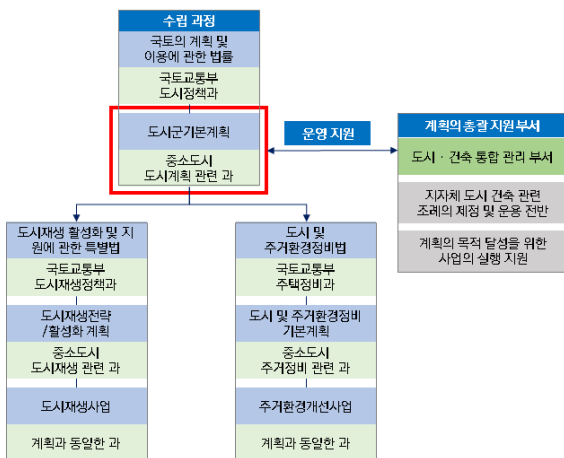 수립 과정
국토의 계획 및
이용에 관한 법률
국토교통부
도시정책과
도시군기본계획
중소도시
도시계획 관련 과
운영 지원
계획의 총괄 지원 부서
도시 · 건축 통합 관리 부서
지자체 도시 건축 관련
조례의 제정 및 운용 전반
계획의 목적 달성을 위한
사업의 실행 지원
도시재생 활성화 및 지
원에 관한 특별법
국토교통부
도시재생정책과
도시재생전략
/활성화 계획
중소도시
도시재생 관련 과
도시재생사업
계획과 동일한 과
도시 및
주거환경정비법
국토교통부
주택정비과
도시 및 주거환경정비
기본계획
중소도시
주거정비 관련 과
주거환경개선사업
계획과 동일한 과